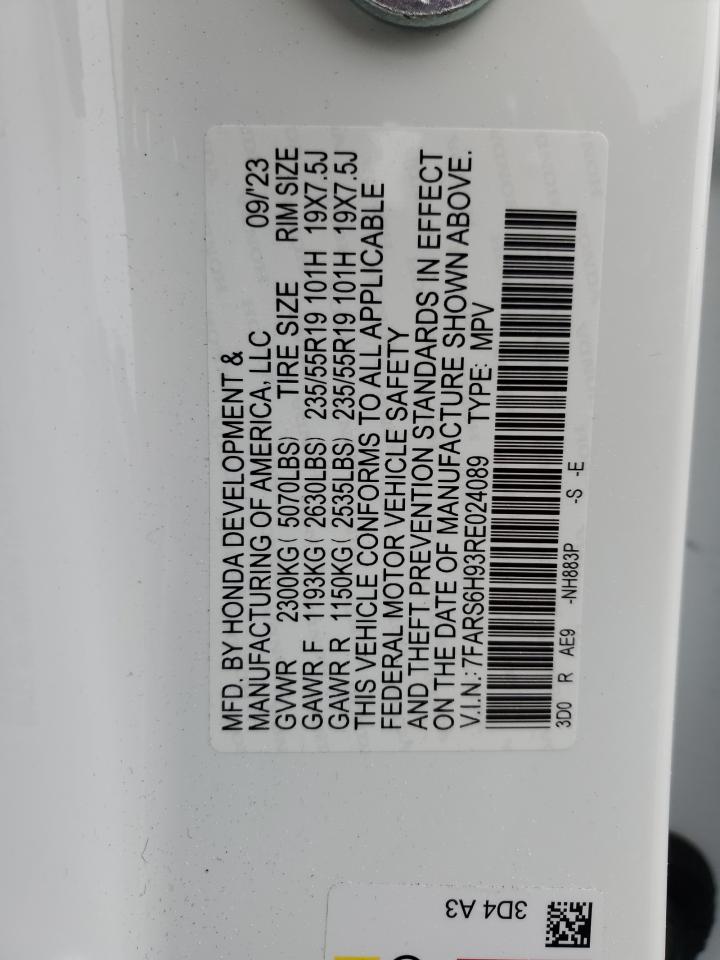 MFD. BY HONDA DEVELOPMENT &
MANUFACTURING OF AMERICA, LLC 09/'23
GVWR 2300KG( 5070LBS) TIRE SIZE RIM SIZE
GAWR F 1193KG( 2630LBS) 235/55R19 101H 19X7.5J
GAWR R 1150KG( 2535LBS) 235/55R19 101H 19X7.5J
THIS VEHICLE CONFORMS TO ALL APPLICABLE
FEDERAL MOTOR VEHICLE SAFETY
AND THEFT PREVENTION STANDARDS IN EFFECT
ON THE DATE OF MANUFACTURE SHOWN ABOVE.
V.I.N.: 7FARS6H93RE024089 TYPE: MPV
3D0 R AE9 -NH883P -S -E
3D4 A3